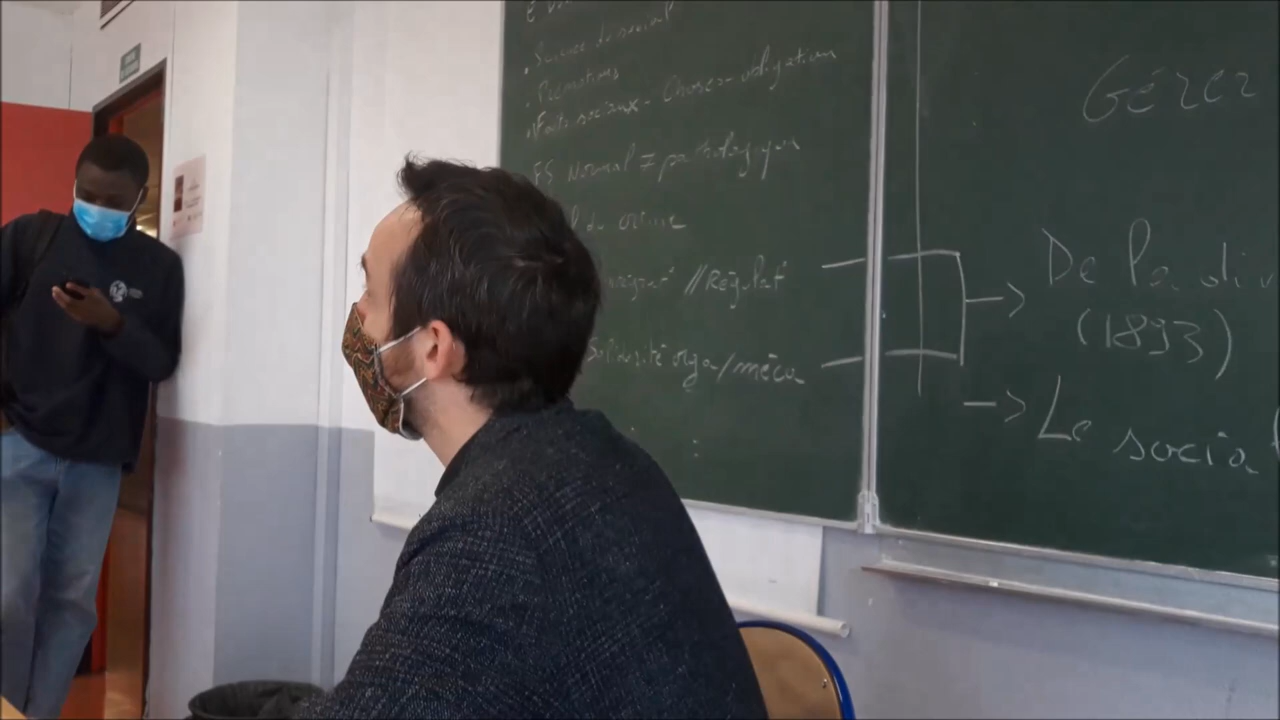 . Science du social
. Prénotions
. Faits sociaux - Choses - obligation
FS Normal ≠ pathologique
du crime
// Régulat°
Solidarité orga/méca
Gérer
→ De la div
(1893)
→ Le socia